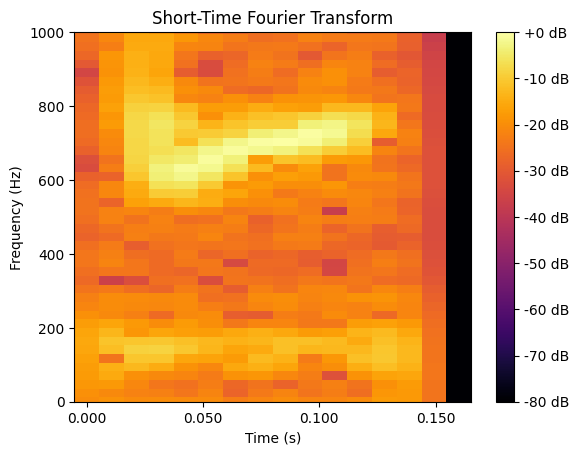 Short-Time Fourier Transform
1000
800
600
400
200
0
Frequency (Hz)
0.000
0.050
0.100
0.150
Time (s)
+0 dB
-10 dB
-20 dB
-30 dB
-40 dB
-50 dB
-60 dB
-70 dB
-80 dB